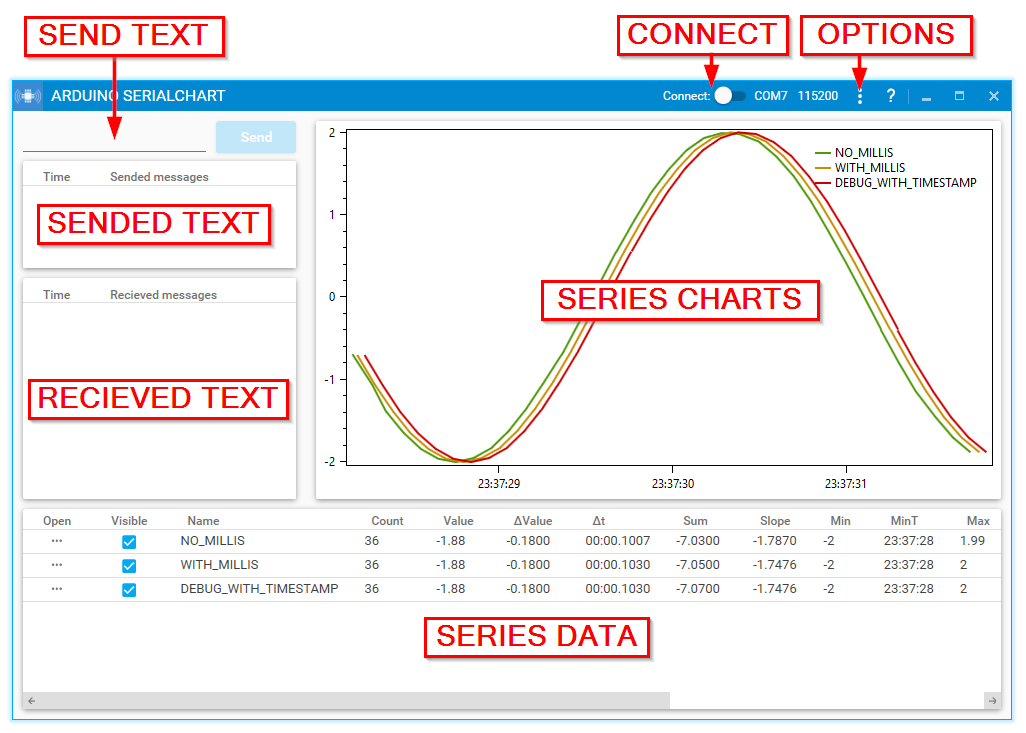 SEND TEXT
CONNECT
OPTIONS
ARDUINO SERIALCHART
Connect:
COM7 115200
?
Send
Time Sended messages
SENDED TEXT
Time Recieved messages
RECIEVED TEXT
2
1
0
-1
-2
NO_MILLIS
WITH_MILLIS
DEBUG_WITH_TIMESTAMP
SERIES CHARTS
23:37:29 23:37:30 23:37:31
Open Visible Name Count Value ΔValue Δt Sum Slope Min MinT Max
... NO_MILLIS 36 -1.88 -0.1800 00:00.1007 -7.0300 -1.7870 -2 23:37:28 1.99
... WITH_MILLIS 36 -1.88 -0.1800 00:00.1030 -7.0500 -1.7476 -2 23:37:28 2
... DEBUG_WITH_TIMESTAMP 36 -1.88 -0.1800 00:00.1030 -7.0700 -1.7476 -2 23:37:28 2
SERIES DATA